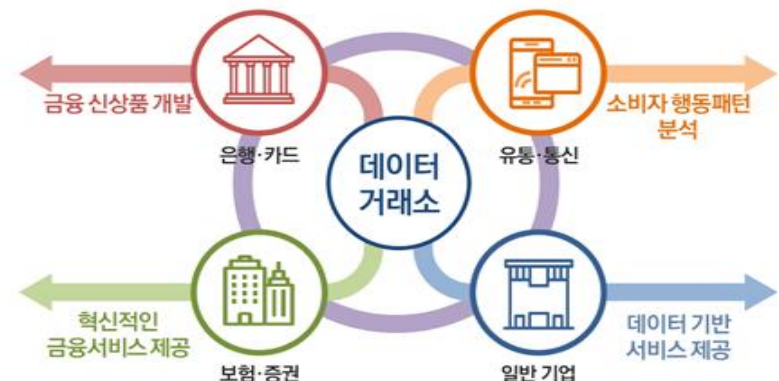 금융 신상품 개발
은행·카드
유통·통신
소비자 행동패턴
분석
데이터
거래소
혁신적인
금융서비스 제공
보험·증권
일반 기업
데이터 기반
서비스 제공